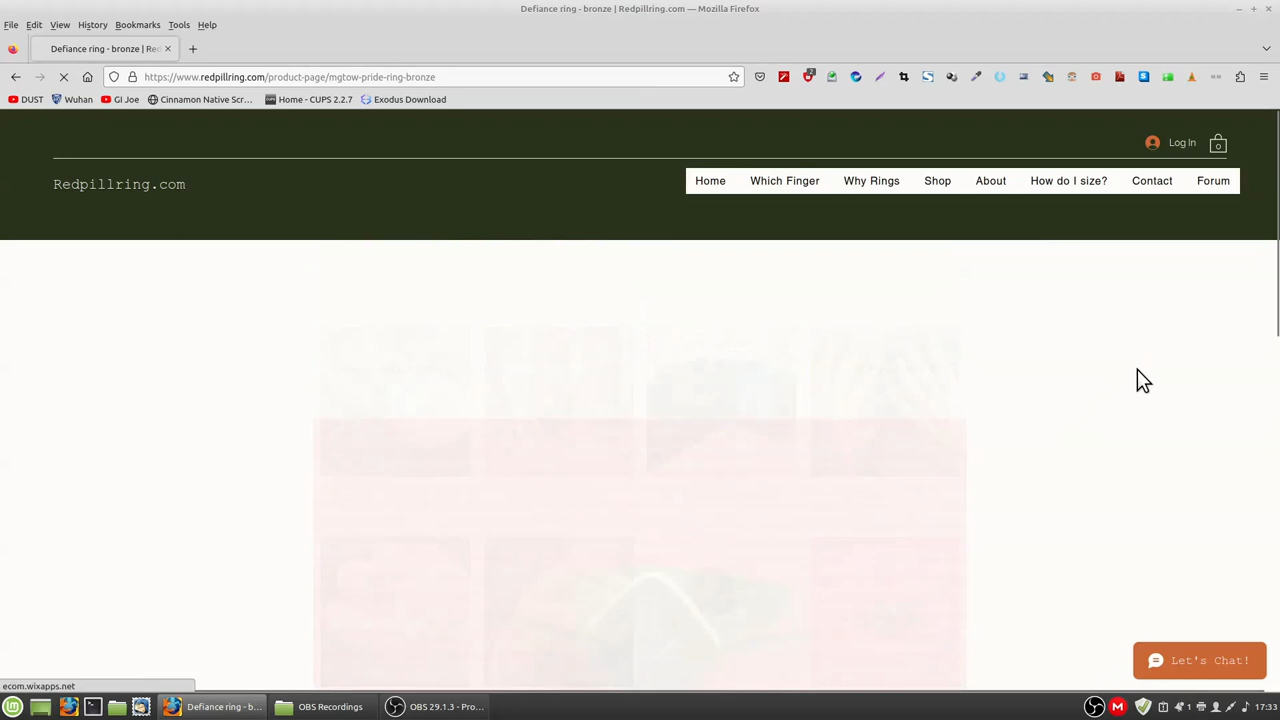 Defiance ring - bronze | Redpillring.com — Mozilla Firefox
File Edit View History Bookmarks Tools Help
Defiance ring - bronze | Red
https://www.redpillring.com/product-page/mgtow-pride-ring-bronze
DUST Wuhan GI Joe Cinnamon Native Scr... Home - CUPS 2.2.7 Exodus Download
Log In 0
Redpillring.com
Home Which Finger Why Rings Shop About How do I size? Contact Forum
Let's Chat!
ecom.wixapps.net
Defiance ring - b... OBS Recordings OBS 29.1.3 - Pro... 1 17:33